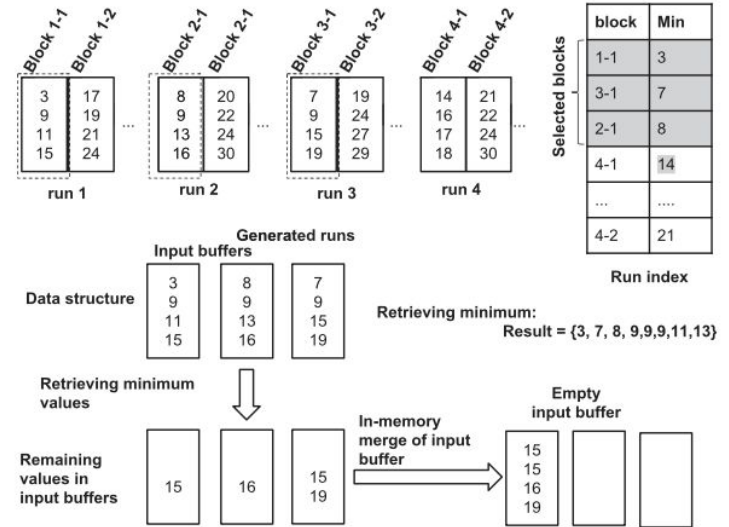 Block 1-1 Block 1-2 Block 2-1 Block 2-1 Block 3-1 Block 3-2 Block 4-1 Block 4-2
3 17 8 20 7 19 14 21
9 19 9 22 9 24 16 22
11 21 13 24 15 27 17 24
15 24 16 30 19 29 18 30
... ... ... ...
run 1 run 2 run 3 run 4
Generated runs
Selected blocks
block Min
1-1 3
3-1 7
2-1 8
4-1 14
... ....
4-2 21
Run index
Input buffers
Data structure
3 8 7
9 9 9
11 13 15
15 16 19
Retrieving minimum:
Result = {3, 7, 8, 9,9,9,11,13}
Retrieving minimum
values
Remaining
values in
input buffers
15 16 15
19
In-memory
merge of input
buffer
Empty
input buffer
15
15
16
19